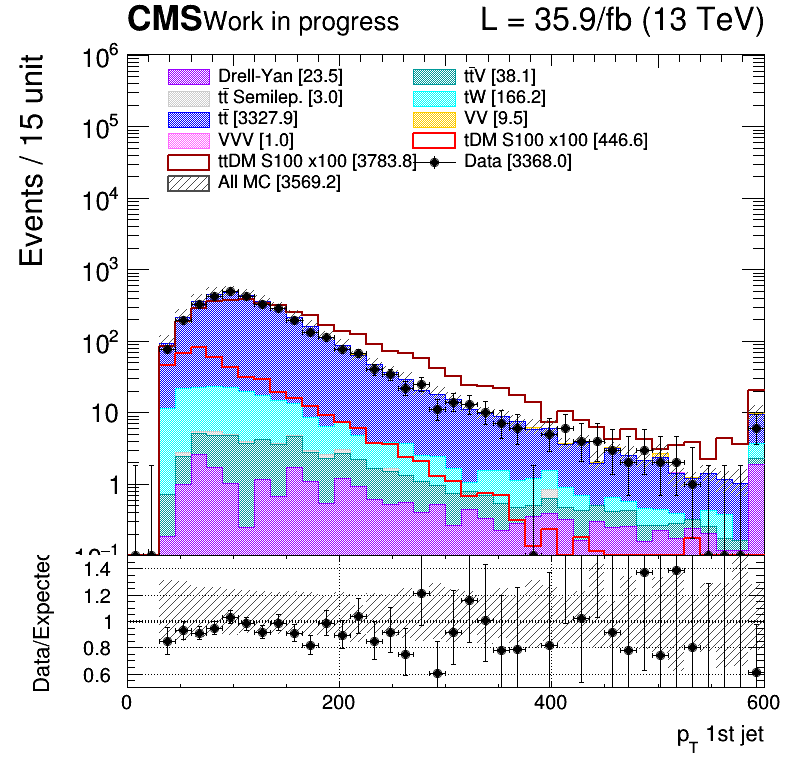 CMS Work in progress L = 35.9/fb (13 TeV)
Events / 15 unit
10⁶
10⁵
10⁴
10³
10²
10
1
10⁻¹
Drell-Yan [23.5]
tt̄V [38.1]
tt̄ Semilep. [3.0]
tW [166.2]
tt̄ [3327.9]
VV [9.5]
VVV [1.0]
tDM S100 x100 [446.6]
ttDM S100 x100 [3783.8]
Data [3368.0]
All MC [3569.2]
Data/Expected
1.4
1.2
1
0.8
0.6
0 200 400 600
p_T 1st jet